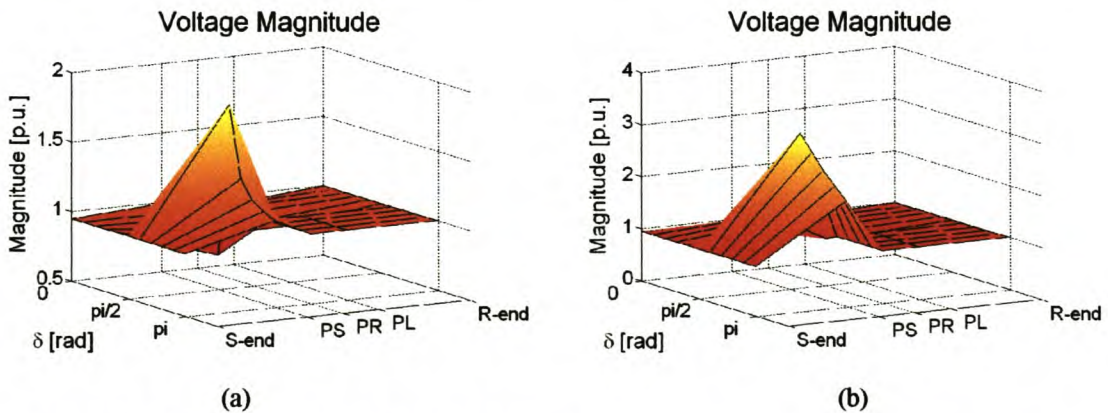 Voltage Magnitude
2
1.5
1
0.5
Magnitude [p.u.]
0
pi/2
pi
δ [rad]
S-end
PS
PR
PL
R-end
(a)
Voltage Magnitude
4
3
2
1
0
Magnitude [p.u.]
0
pi/2
pi
δ [rad]
S-end
PS
PR
PL
R-end
(b)